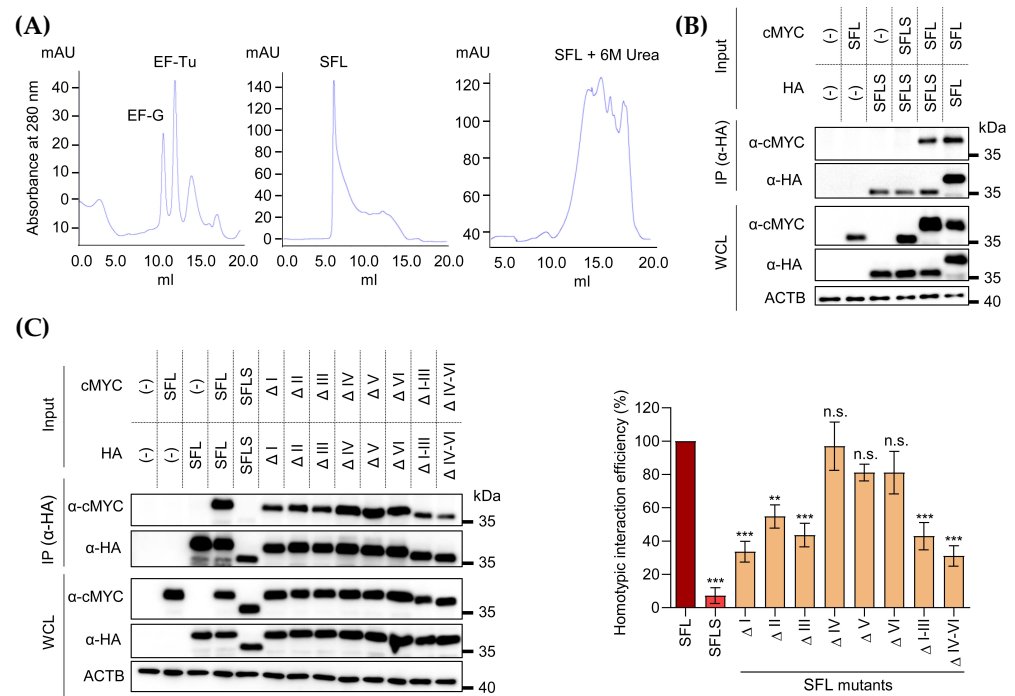 (A)
mAU
EF-Tu
EF-G
Absorbance at 280 nm
40
30
20
0
10
0.0 5.0 10.0 15.0 20.0
ml
mAU
SFL
140
120
100
80
60
40
20
0
0.0 5.0 10.0 15.0 20.0
ml
mAU
SFL + 6M Urea
120
100
80
60
40
5.0 10.0 15.0 20.0
ml
(B)
Input
cMYC (-) SFL (-) SFLS SFL SFL
HA (-) (-) SFLS SFLS SFLS SFL
kDa
IP (α-HA)
α-cMYC 35
α-HA 35
WCL
α-cMYC 35
α-HA 35
ACTB 40
(C)
Input
cMYC (-) SFL (-) SFL SFLS Δ I Δ II Δ III Δ IV Δ V Δ VI Δ I-III Δ IV-VI
HA (-) (-) SFL SFL SFLS Δ I Δ II Δ III Δ IV Δ V Δ VI Δ I-III Δ IV-VI
kDa
IP (α-HA)
α-cMYC 35
α-HA 35
WCL
α-cMYC 35
α-HA 35
ACTB 40
Homotypic interaction efficiency (%)
120
100
80
60
40
20
0
*** *** ** *** n.s. n.s. n.s. *** ***
SFL SFLS Δ I Δ II Δ III Δ IV Δ V Δ VI Δ I-III Δ IV-VI
SFL mutants